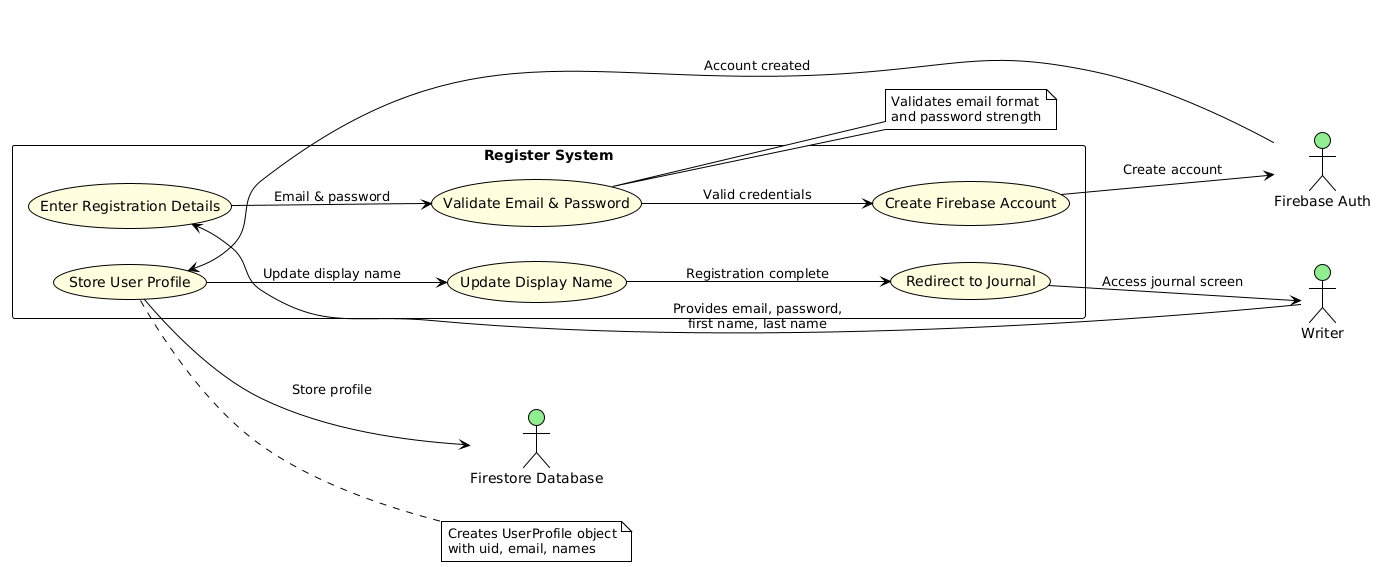 Account created
Validates email format
and password strength
Register System
Create account
Firebase Auth
Enter Registration Details
Email & password
Validate Email & Password
Valid credentials
Create Firebase Account
Store User Profile
Update display name
Update Display Name
Registration complete
Redirect to Journal
Access journal screen
Provides email, password,
first name, last name
Writer
Store profile
Firestore Database
Creates UserProfile object
with uid, email, names